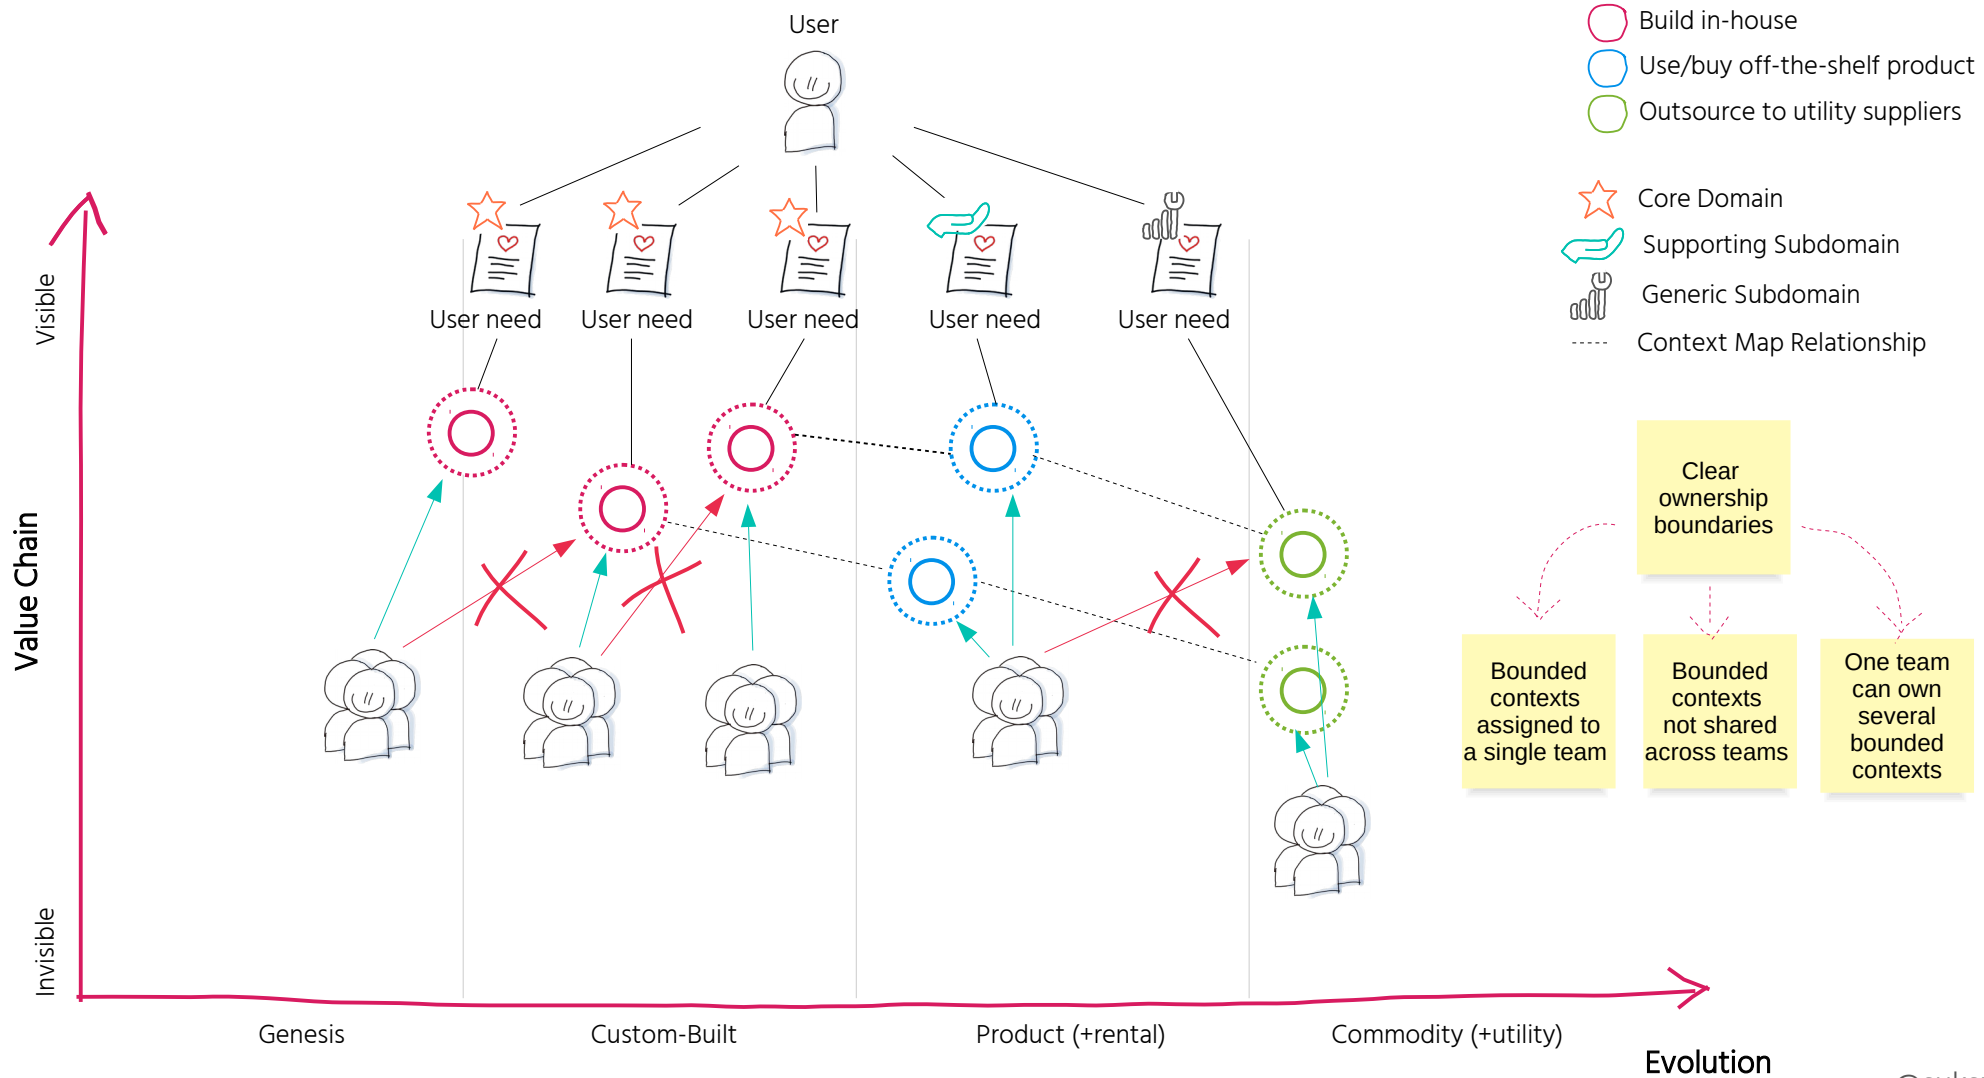 User
Build in-house
Use/buy off-the-shelf product
Outsource to utility suppliers
Core Domain
Supporting Subdomain
Generic Subdomain
Context Map Relationship
User need
User need
User need
User need
User need
Visible
Value Chain
Invisible
Clear
ownership
boundaries
Bounded
contexts
assigned to
a single team
Bounded
contexts
not shared
across teams
One team
can own
several
bounded
contexts
Genesis
Custom-Built
Product (+rental)
Commodity (+utility)
Evolution